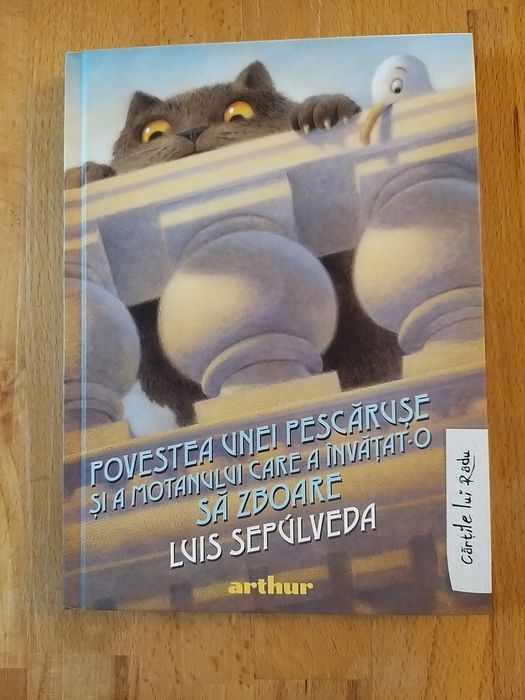 POVESTEA UNEI PESCĂRUȘE
ȘI A MOTANULUI CARE A ÎNVĂȚAT-O
SĂ ZBOARE
LUIS SEPÚLVEDA
arthur
Cărțile lui Radu